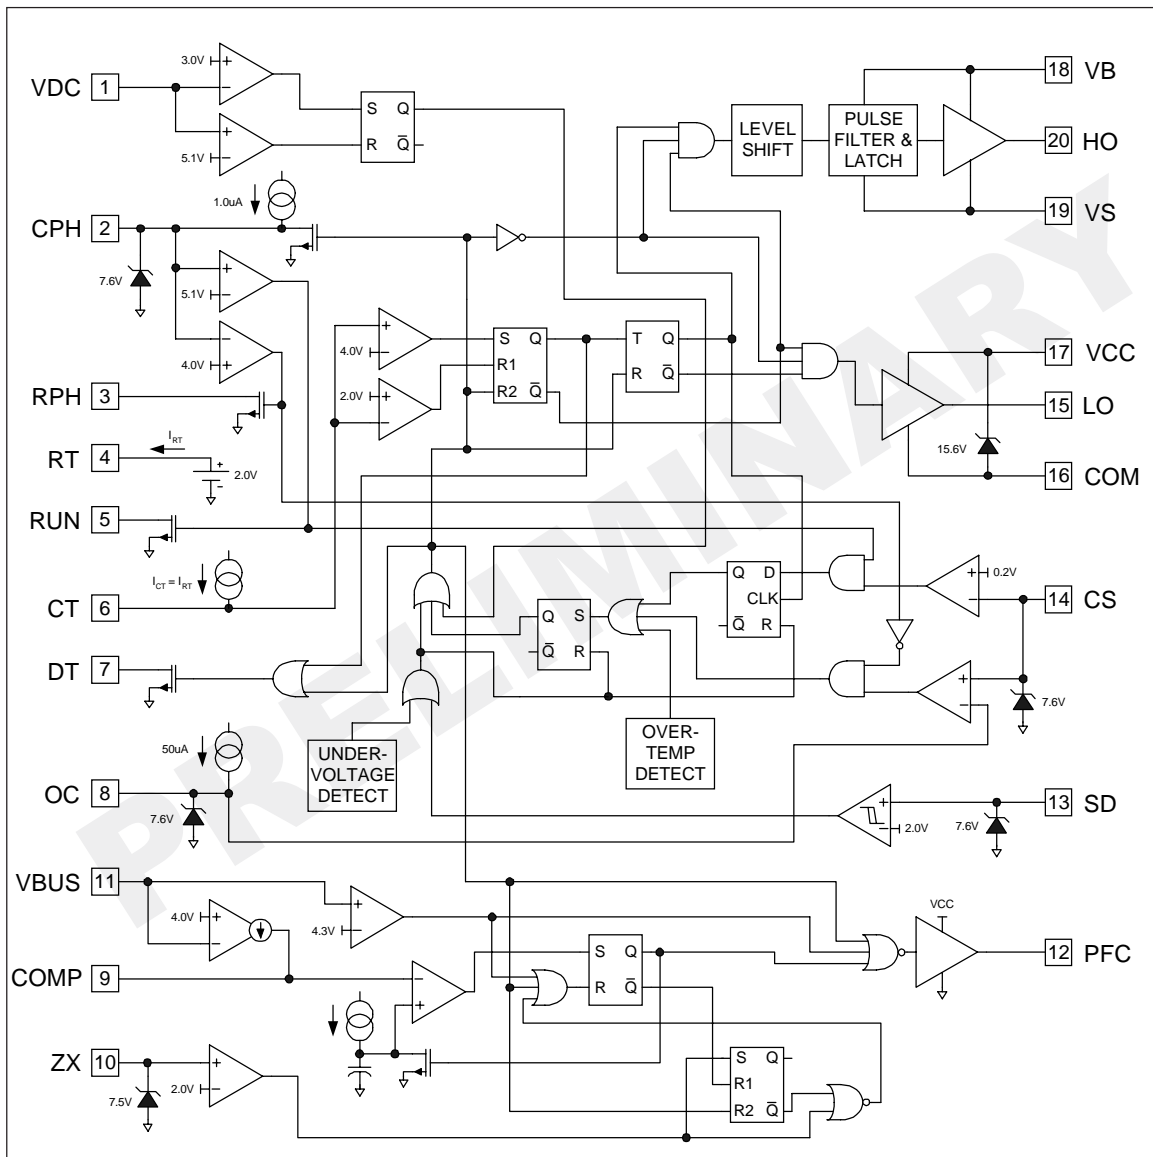 3.0V
VDC 1
5.1V
S Q
R Q
LEVEL
SHIFT
PULSE
FILTER &
LATCH
18 VB
20 HO
19 VS
1.0uA
CPH 2
7.6V
5.1V
4.0V
RPH 3
RT 4
IRT
2.0V
RUN 5
ICT = IRT
CT 6
DT 7
4.0V
2.0V
S Q
R1
R2 Q
T Q
R Q
17 VCC
15 LO
15.6V
16 COM
Q D
CLK
Q R
Q S
Q R
0.2V
14 CS
7.6V
UNDER-
VOLTAGE
DETECT
OVER-
TEMP
DETECT
50uA
OC 8
7.6V
13 SD
2.0V
7.6V
VBUS 11
4.0V
4.3V
COMP 9
S Q
R Q
VCC
12 PFC
ZX 10
7.5V
2.0V
S Q
R1
R2 Q
PRELIMINARY